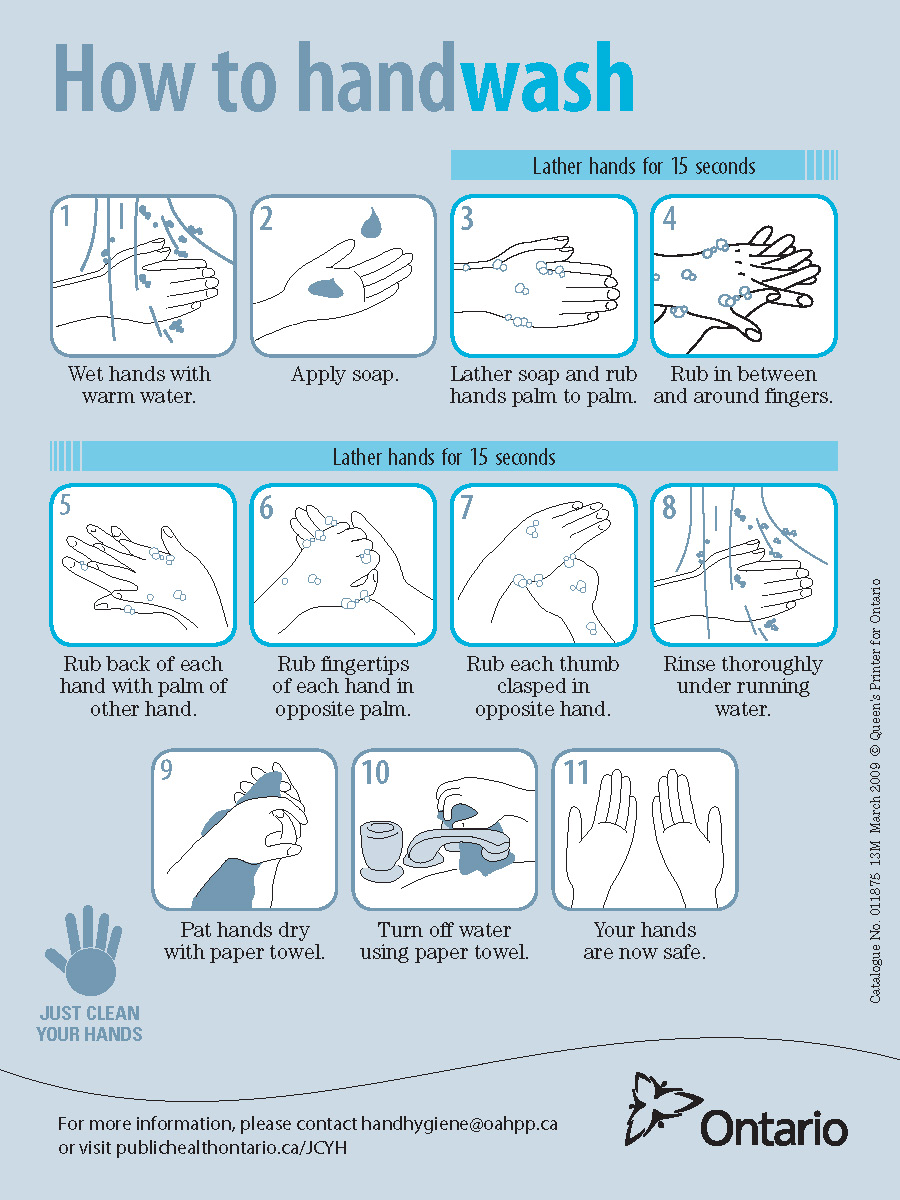 How to handwash
Lather hands for 15 seconds
1
Wet hands with
warm water.
2
Apply soap.
3
Lather soap and rub
hands palm to palm.
4
Rub in between
and around fingers.
Lather hands for 15 seconds
5
Rub back of each
hand with palm of
other hand.
6
Rub fingertips
of each hand in
opposite palm.
7
Rub each thumb
clasped in
opposite hand.
8
Rinse thoroughly
under running
water.
9
Pat hands dry
with paper towel.
10
Turn off water
using paper towel.
11
Your hands
are now safe.
JUST CLEAN
YOUR HANDS
For more information, please contact handhygiene@oahpp.ca
or visit publichealthontario.ca/JCYH
Ontario
Catalogue No. 011875 13M March 2009 © Queen's Printer for Ontario